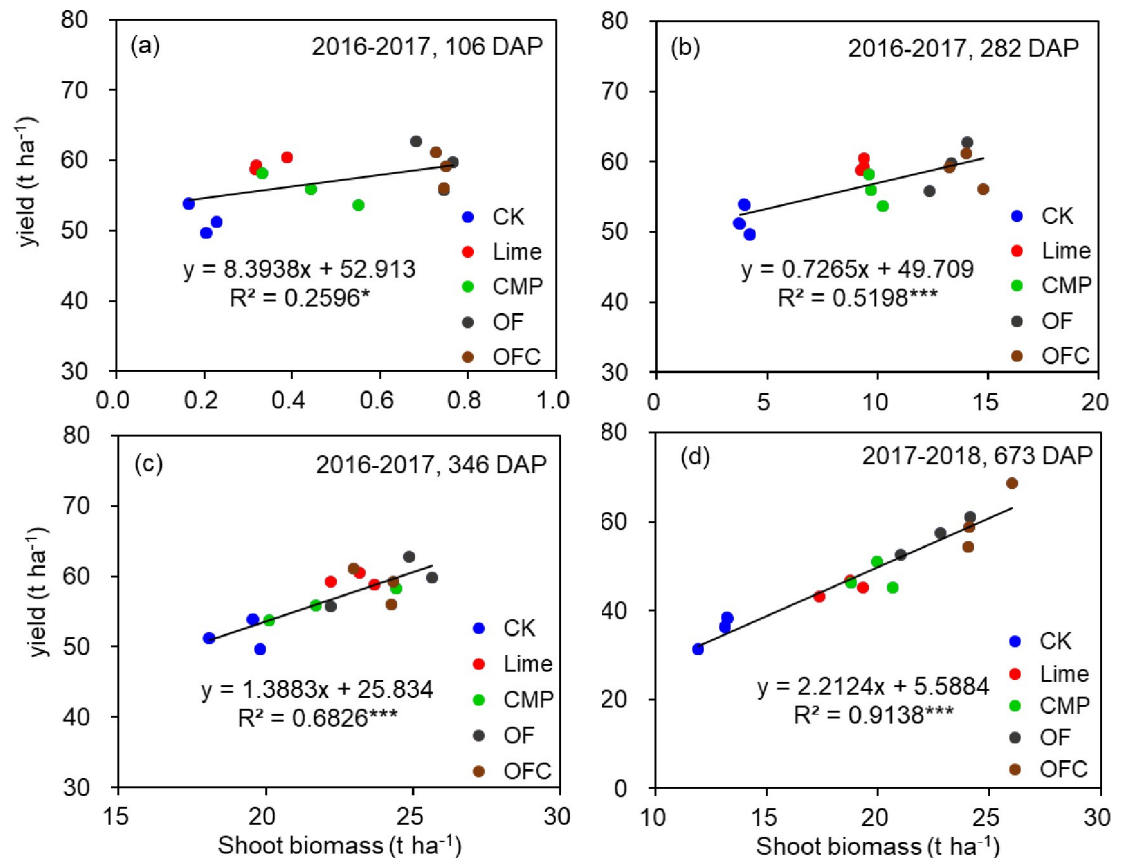 (a) 2016-2017, 106 DAP
80
70
60
50
40
30
yield (t ha⁻¹)
y = 8.3938x + 52.913
R² = 0.2596*
CK
Lime
CMP
OF
OFC
0.0 0.2 0.4 0.6 0.8 1.0
(b) 2016-2017, 282 DAP
80
70
60
50
40
30
y = 0.7265x + 49.709
R² = 0.5198***
CK
Lime
CMP
OF
OFC
0 5 10 15 20
(c) 2016-2017, 346 DAP
80
70
60
50
40
30
yield (t ha⁻¹)
y = 1.3883x + 25.834
R² = 0.6826***
CK
Lime
CMP
OF
OFC
15 20 25 30
Shoot biomass (t ha⁻¹)
(d) 2017-2018, 673 DAP
80
60
40
20
0
y = 2.2124x + 5.5884
R² = 0.9138***
CK
Lime
CMP
OF
OFC
10 15 20 25 30
Shoot biomass (t ha⁻¹)